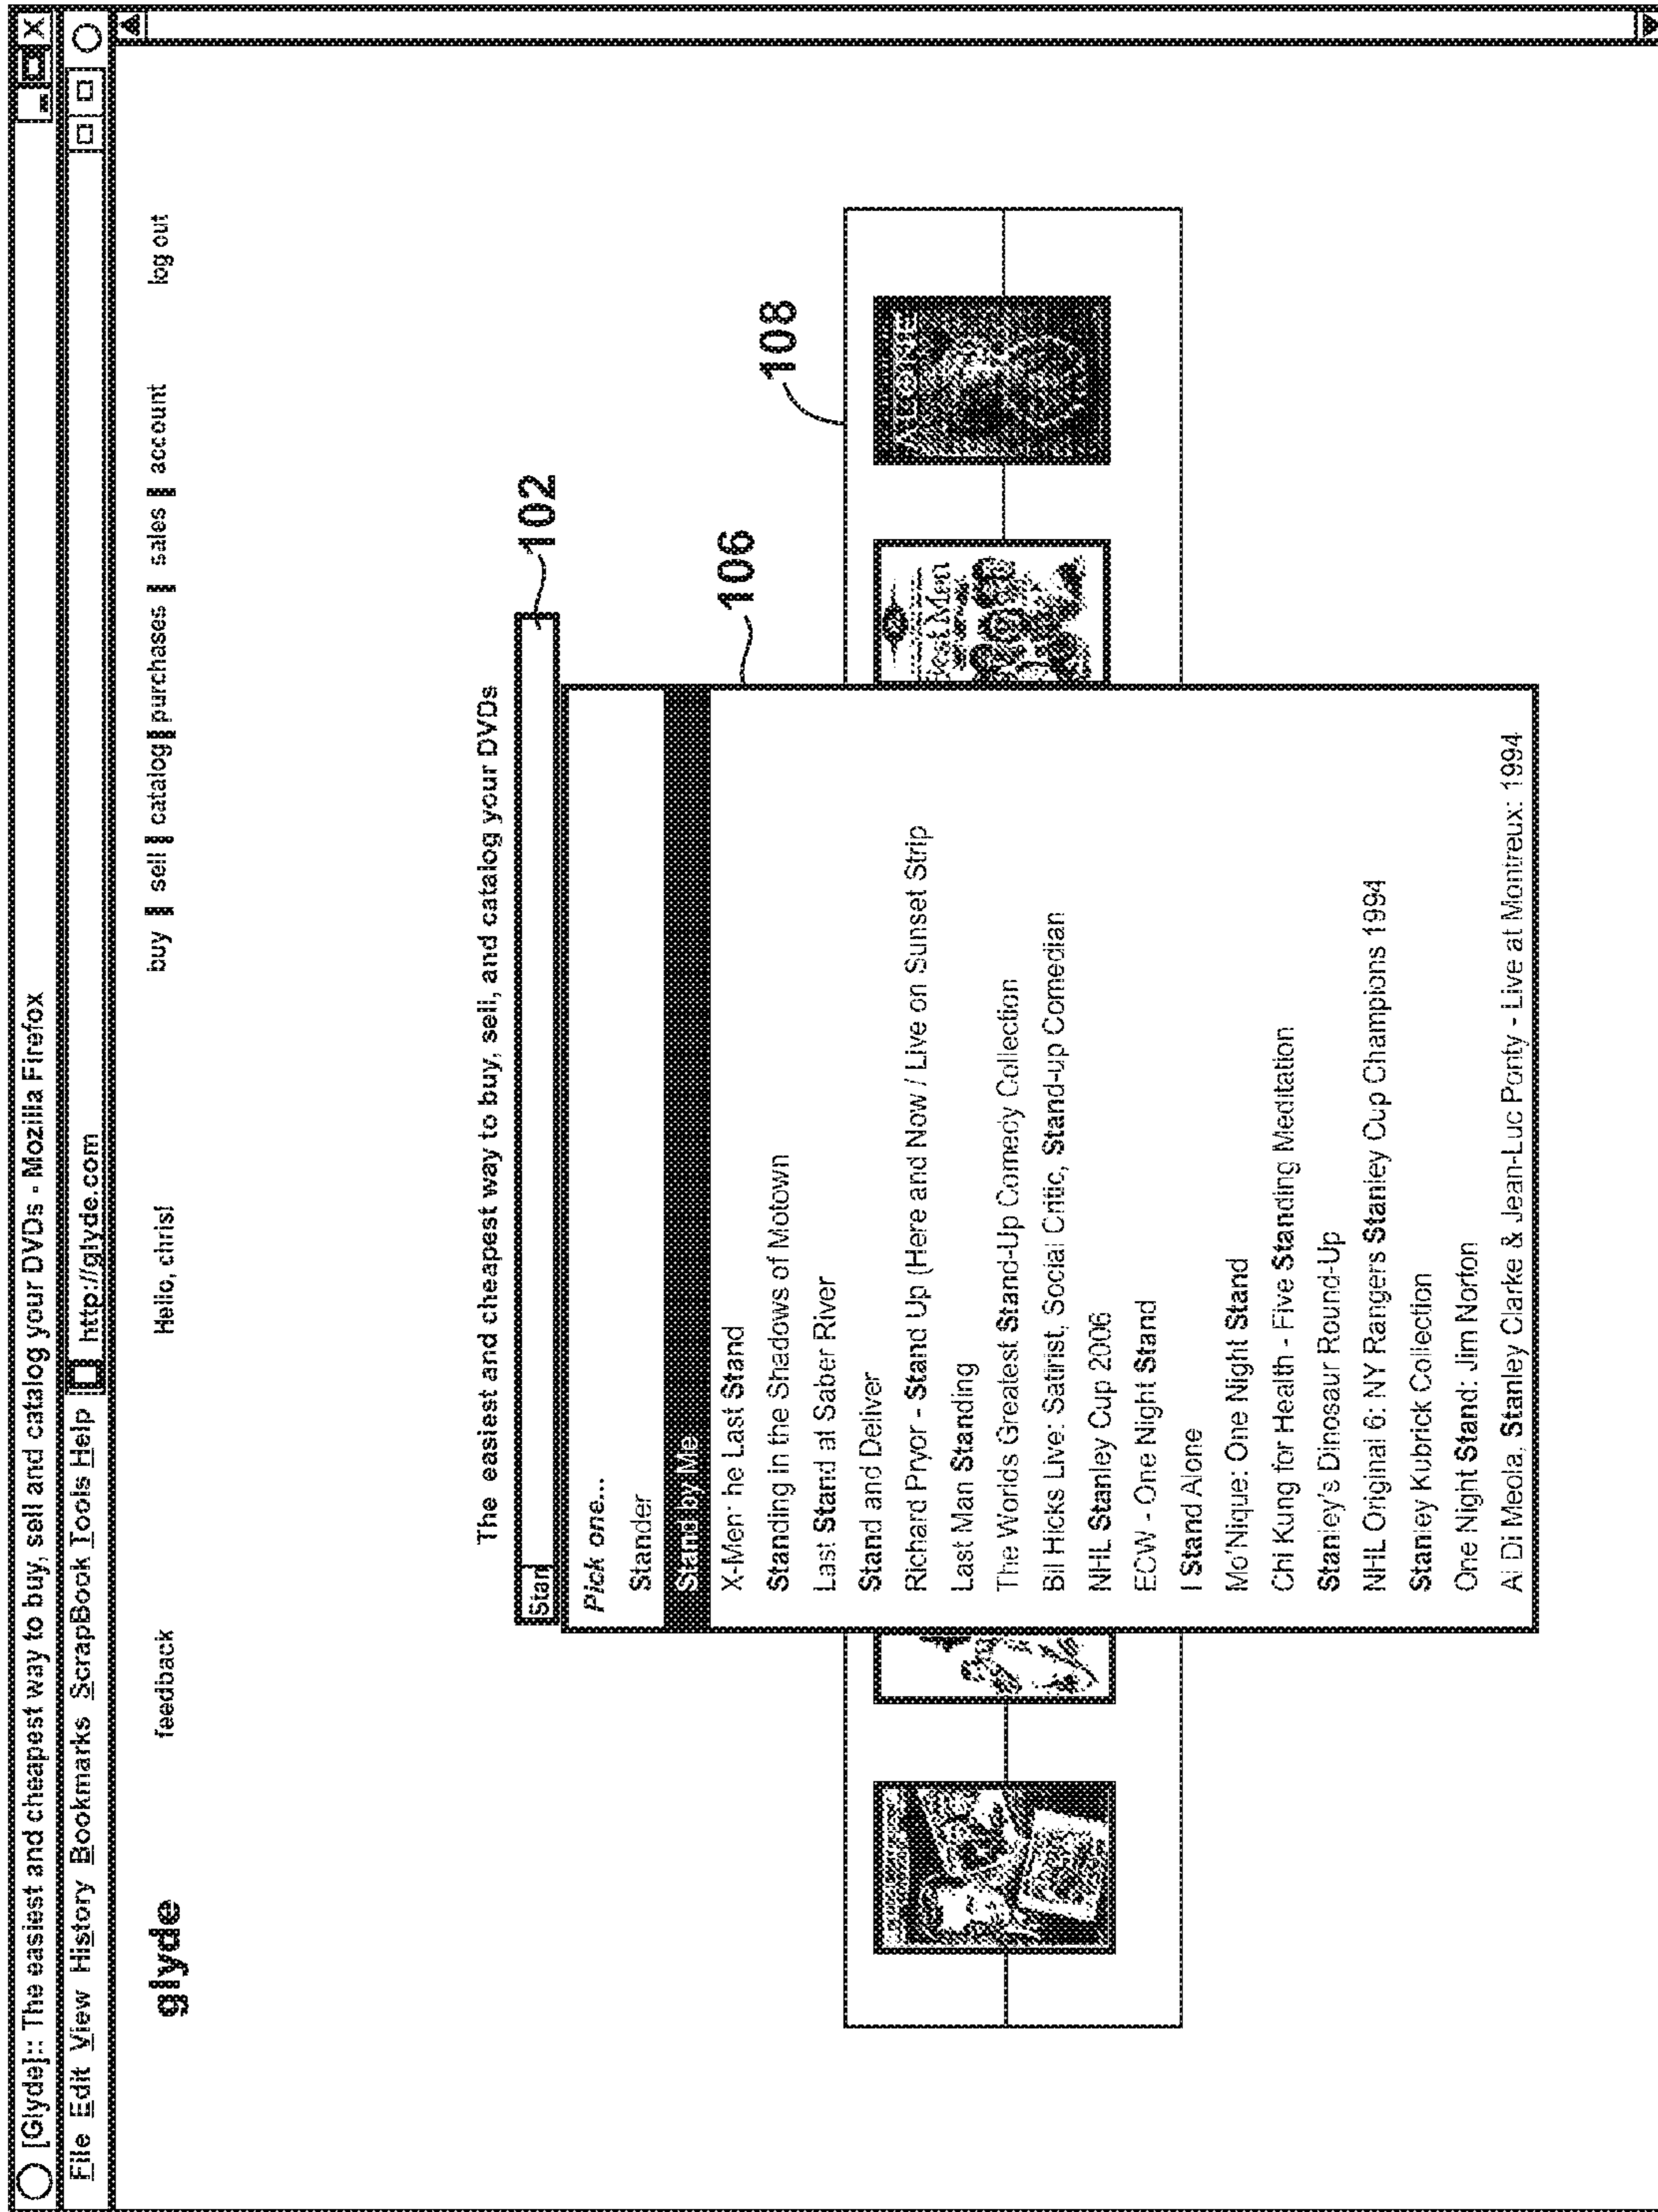 [Glyde]:: The easiest and cheapest way to buy, sell and catalog your DVDs - Mozilla Firefox
_ X
File Edit View History Bookmarks ScrapBook Tools Help http://glyde.com
glyde feedback Hello, chris! buy | sell | catalog | purchases | sales | account log out
The easiest and cheapest way to buy, sell, and catalog your DVDs
Stan
102
Pick one...
Stander
Stand by Me
106
X-Men he Last Stand
108
Standing in the Shadows of Motown
Last Stand at Saber River
Stand and Deliver
Richard Pryor - Stand Up (Here and Now / Live on Sunset Strip
Last Man Standing
The Worlds Greatest Stand-Up Comedy Collection
Bill Hicks Live: Satirist, Social Critic, Stand-up Comedian
NHL Stanley Cup 2006
ECW - One Night Stand
I Stand Alone
Mo'Nique: One Night Stand
Chi Kung for Health - Five Standing Meditation
Stanley's Dinosaur Round-Up
NHL Original 6: NY Rangers Stanley Cup Champions 1994
Stanley Kubrick Collection
One Night Stand: Jim Norton
Al Di Meola, Stanley Clarke & Jean-Luc Ponty - Live at Montreux: 1994